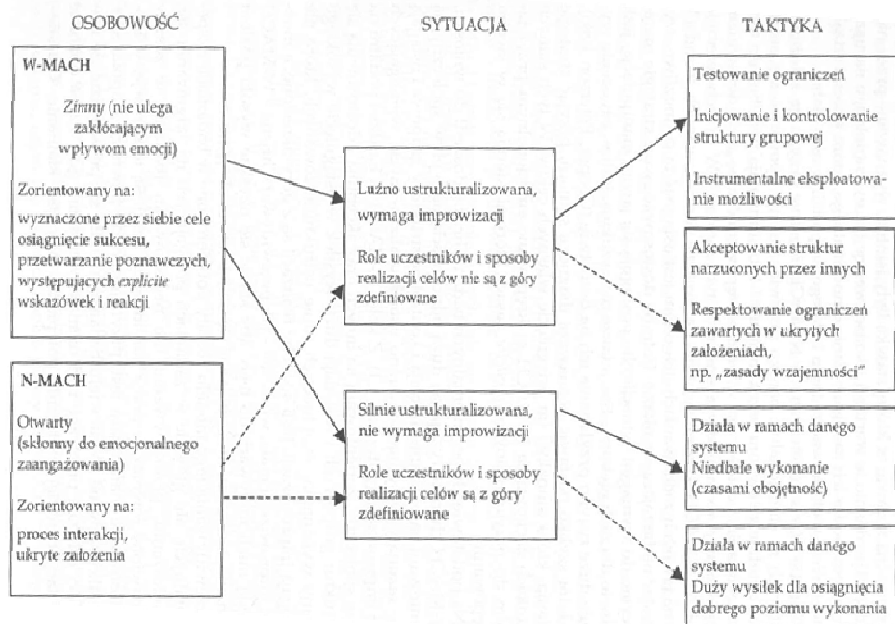 OSOBOWOŚĆ
SYTUACJA
TAKTYKA
W-MACH
Zimny (nie ulega
zakłócającym
wpływom emocji)
Zorientowany na:
wyznaczone przez siebie cele
osiągnięcie sukcesu,
przetwarzanie poznawczych,
występujących explicite
wskazówek i reakcji
N-MACH
Otwarty
(skłonny do emocjonalnego
zaangażowania)
Zorientowany na:
proces interakcji,
ukryte założenia
Luźno ustrukturalizowana,
wymaga improwizacji
Role uczestników i sposoby
realizacji celów nie są z góry
zdefiniowane
Silnie ustrukturalizowana,
nie wymaga improwizacji
Role uczestników i sposoby
realizacji celów są z góry
zdefiniowane
Testowanie ograniczeń
Inicjowanie i kontrolowanie
struktury grupowej
Instrumentalne eksploatowa-
nie możliwości
Akceptowanie struktur
narzuconych przez innych
Respektowanie ograniczeń
zawartych w ukrytych
założeniach,
np. „zasady wzajemności”
Działa w ramach danego
systemu
Niedbałe wykonanie
(czasami obojętność)
Działa w ramach danego
systemu
Duży wysiłek dla osiągnięcia
dobrego poziomu wykonania